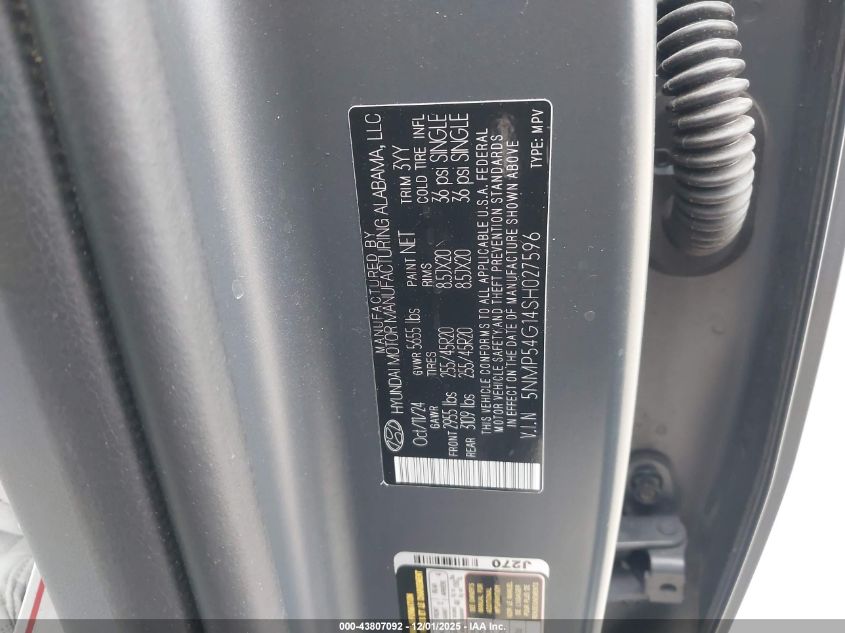 MANUFACTURED BY
HYUNDAI MOTOR MANUFACTURING ALABAMA, LLC
Oct/11/24 GVWR 5655 lbs PAINT NET TRIM 3YY
GAWR TIRES RIMS COLD TIRE INFL
FRONT 2955 lbs 255/45R20 8.5JX20 36 psi SINGLE
REAR 3109 lbs 255/45R20 8.5JX20 36 psi SINGLE
THIS VEHICLE CONFORMS TO ALL APPLICABLE U.S.A. FEDERAL
MOTOR VEHICLE SAFETY AND THEFT PREVENTION STANDARDS
IN EFFECT ON THE DATE OF MANUFACTURE SHOWN ABOVE
V.I.N 5NMP54G14SH027596 TYPE: MPV
J270
000-43807092 - 12/01/2025 - IAA Inc.